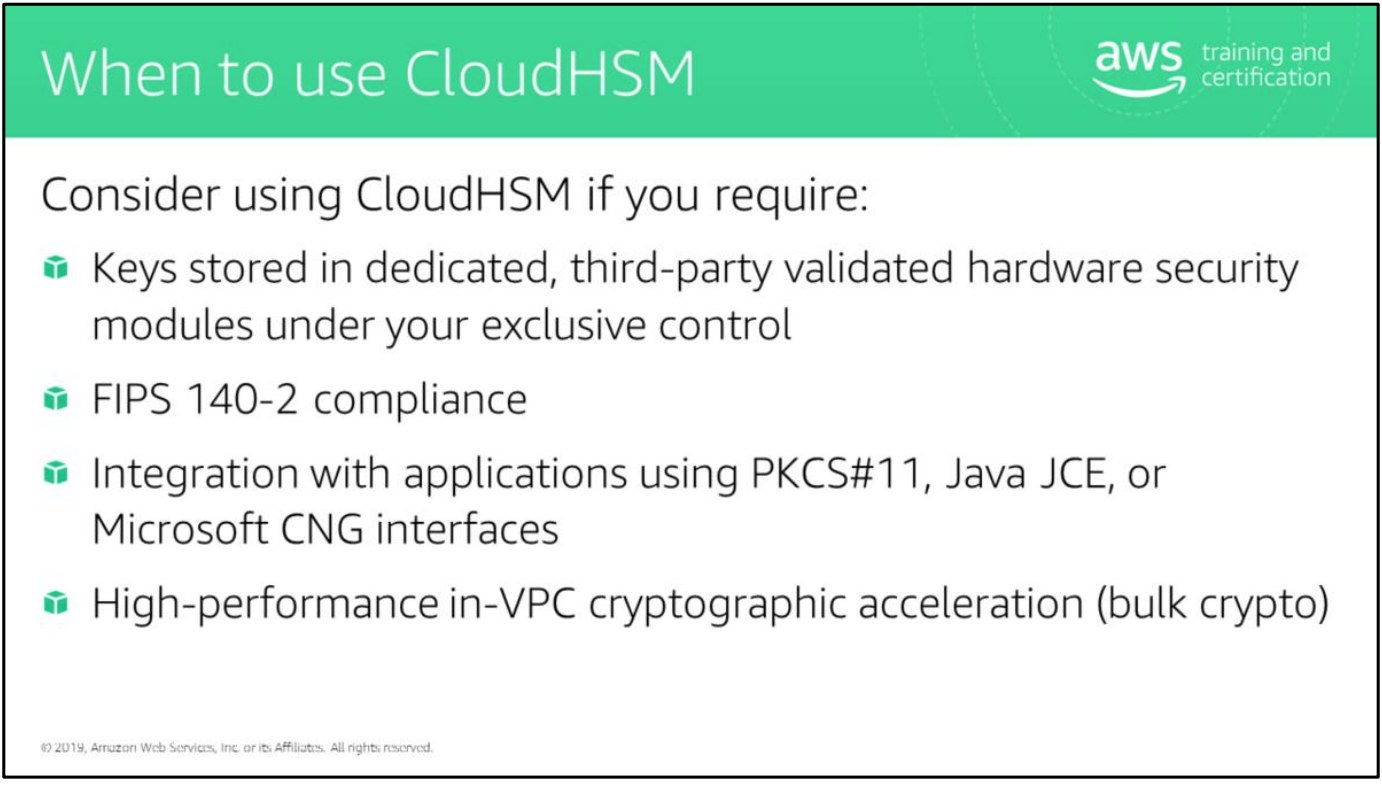 When to use CloudHSM
aws training and
certification
Consider using CloudHSM if you require:
Keys stored in dedicated, third-party validated hardware security
modules under your exclusive control
FIPS 140-2 compliance
Integration with applications using PKCS#11, Java JCE, or
Microsoft CNG interfaces
High-performance in-VPC cryptographic acceleration (bulk crypto)
© 2019, Amazon Web Services, Inc. or its Affiliates. All rights reserved.